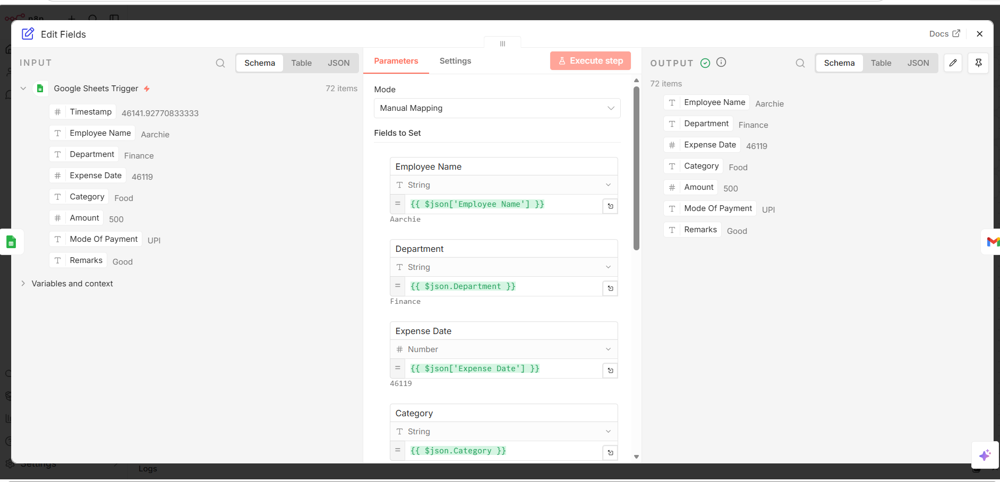 n8n
Edit Fields
Docs
INPUT
Schema
Table
JSON
Google Sheets Trigger
72 items
# Timestamp 46141.92770833333
T Employee Name Aarchie
T Department Finance
# Expense Date 46119
T Category Food
# Amount 500
T Mode Of Payment UPI
T Remarks Good
Variables and context
Parameters
Settings
Execute step
Mode
Manual Mapping
Fields to Set
Employee Name
T String
= {{ $json['Employee Name'] }}
Aarchie
Department
T String
= {{ $json.Department }}
Finance
Expense Date
# Number
= {{ $json['Expense Date'] }}
46119
Category
T String
= {{ $json.Category }}
OUTPUT
Schema
Table
JSON
72 items
T Employee Name Aarchie
T Department Finance
# Expense Date 46119
T Category Food
# Amount 500
T Mode Of Payment UPI
T Remarks Good
Settings
Logs